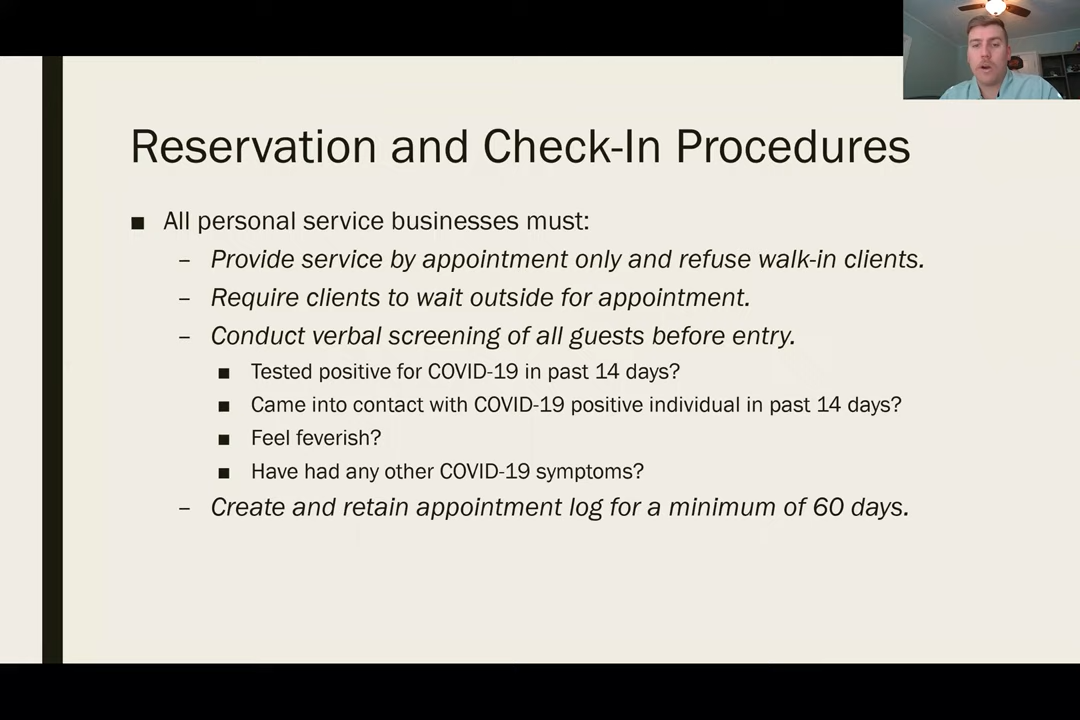 Reservation and Check-In Procedures
■ All personal service businesses must:
– Provide service by appointment only and refuse walk-in clients.
– Require clients to wait outside for appointment.
– Conduct verbal screening of all guests before entry.
■ Tested positive for COVID-19 in past 14 days?
■ Came into contact with COVID-19 positive individual in past 14 days?
■ Feel feverish?
■ Have had any other COVID-19 symptoms?
– Create and retain appointment log for a minimum of 60 days.